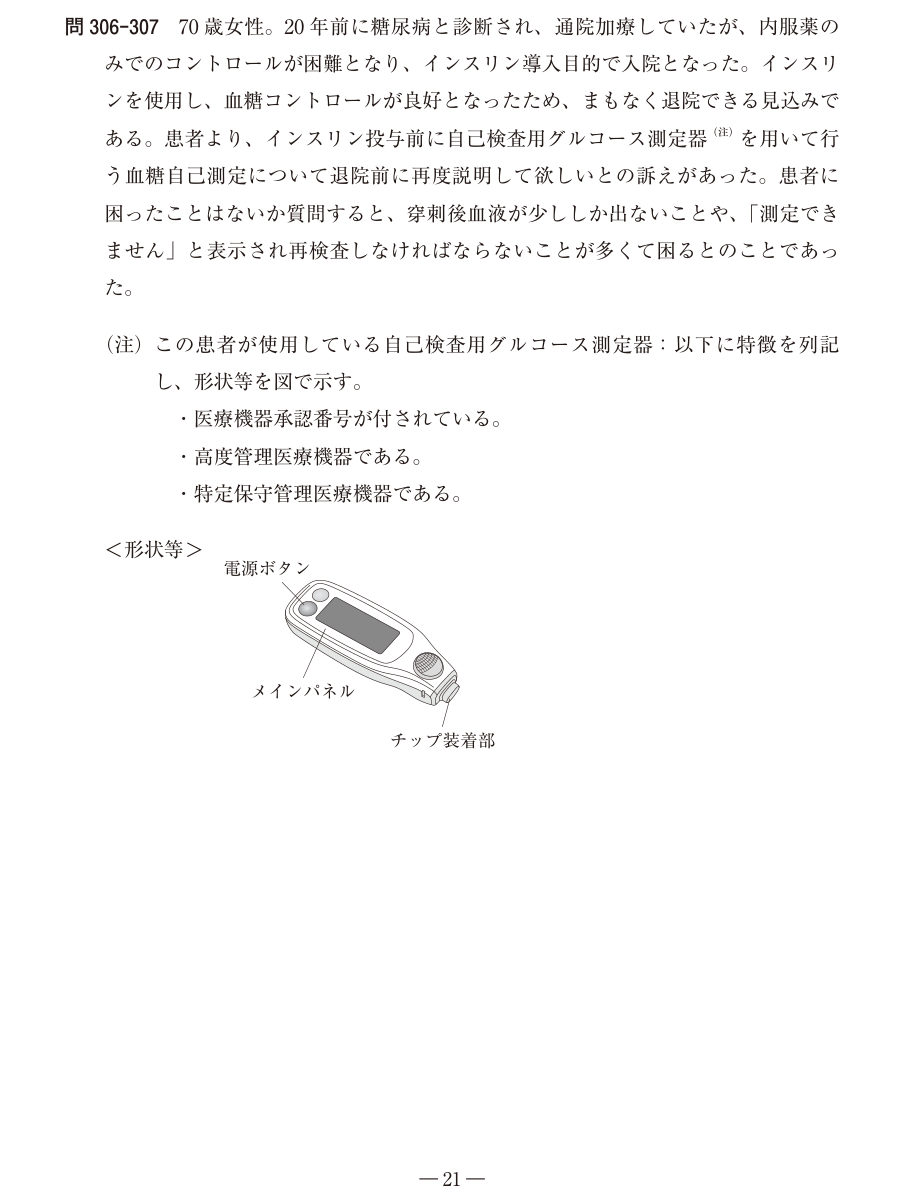 問 306-307　70 歳女性。20 年前に糖尿病と診断され、通院加療していたが、内服薬の
みでのコントロールが困難となり、インスリン導入目的で入院となった。インスリ
ンを使用し、血糖コントロールが良好となったため、まもなく退院できる見込みで
ある。患者より、インスリン投与前に自己検査用グルコース測定器（注）を用いて行
う血糖自己測定について退院前に再度説明して欲しいとの訴えがあった。患者に
困ったことはないか質問すると、穿刺後血液が少ししか出ないことや、「測定でき
ません」と表示され再検査しなければならないことが多くて困るとのことであっ
た。
（注）この患者が使用している自己検査用グルコース測定器：以下に特徴を列記
し、形状等を図で示す。
・医療機器承認番号が付されている。
・高度管理医療機器である。
・特定保守管理医療機器である。
＜形状等＞
電源ボタン
メインパネル
チップ装着部
― 21 ―